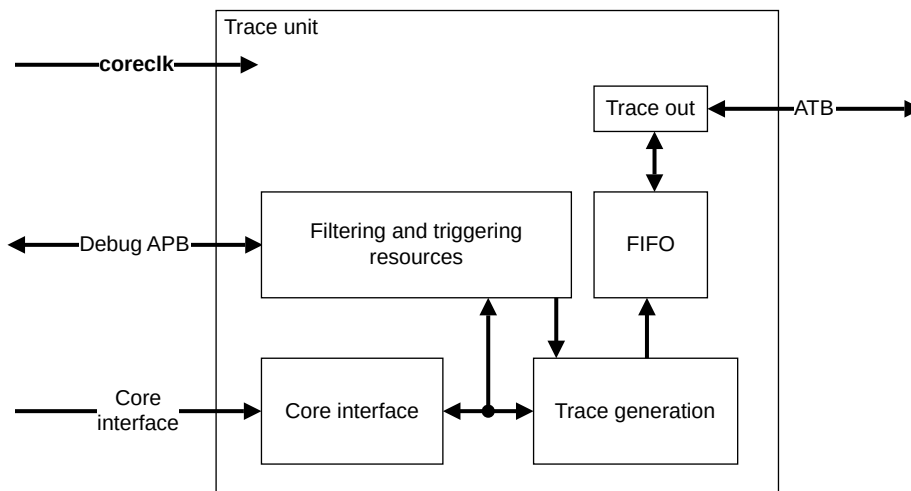 Trace unit
coreclk
Trace out
ATB
Debug APB
Filtering and triggering
resources
FIFO
Core
interface
Core interface
Trace generation